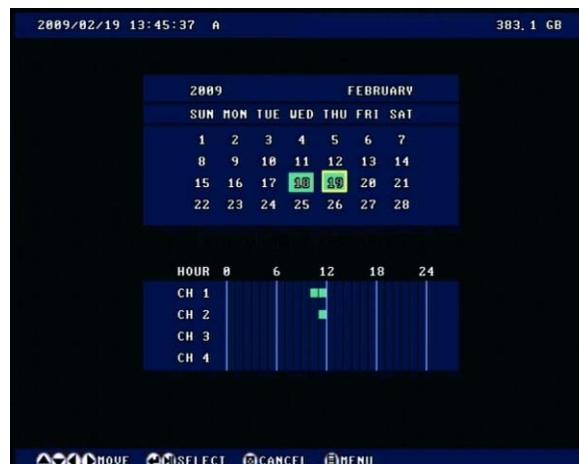 2009/02/19 13:45:37 A 383.1 GB
2009 FEBRUARY
SUN MON TUE WED THU FRI SAT
1 2 3 4 5 6 7
8 9 10 11 12 13 14
15 16 17 18 19 20 21
22 23 24 25 26 27 28
HOUR 0 6 12 18 24
CH 1
CH 2
CH 3
CH 4
MOVE SELECT CANCEL MENU